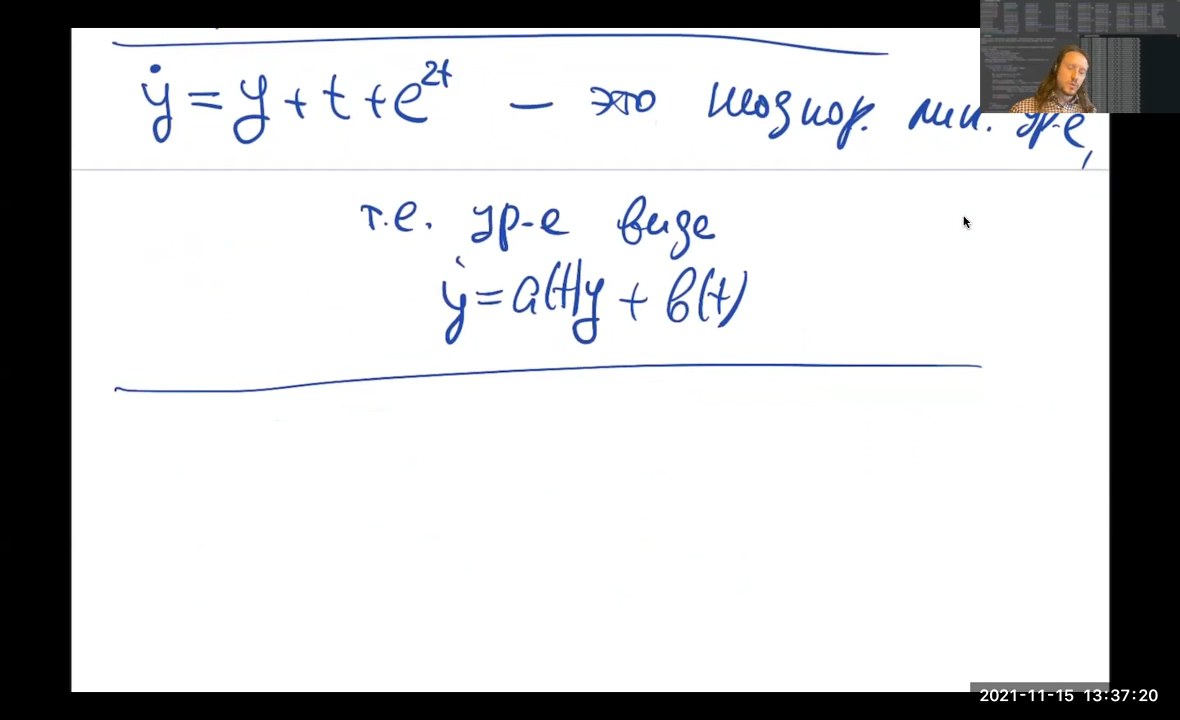 ẏ = y + t + e^{2t} – это неоднор. лин. ур-е,
т.е. ур-е вида
ẏ = a(t)y + b(t)
2021-11-15 13:37:20